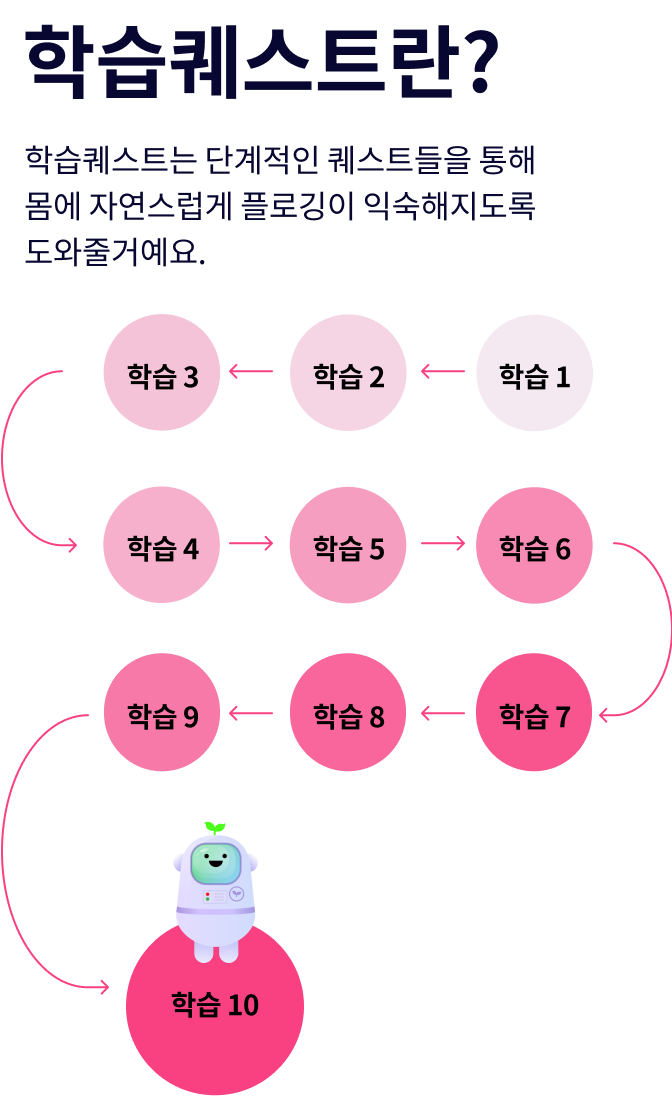 학습퀘스트란?
학습퀘스트는 단계적인 퀘스트들을 통해
몸에 자연스럽게 플로깅이 익숙해지도록
도와줄거예요.
학습 1
학습 2
학습 3
학습 4
학습 5
학습 6
학습 7
학습 8
학습 9
학습 10